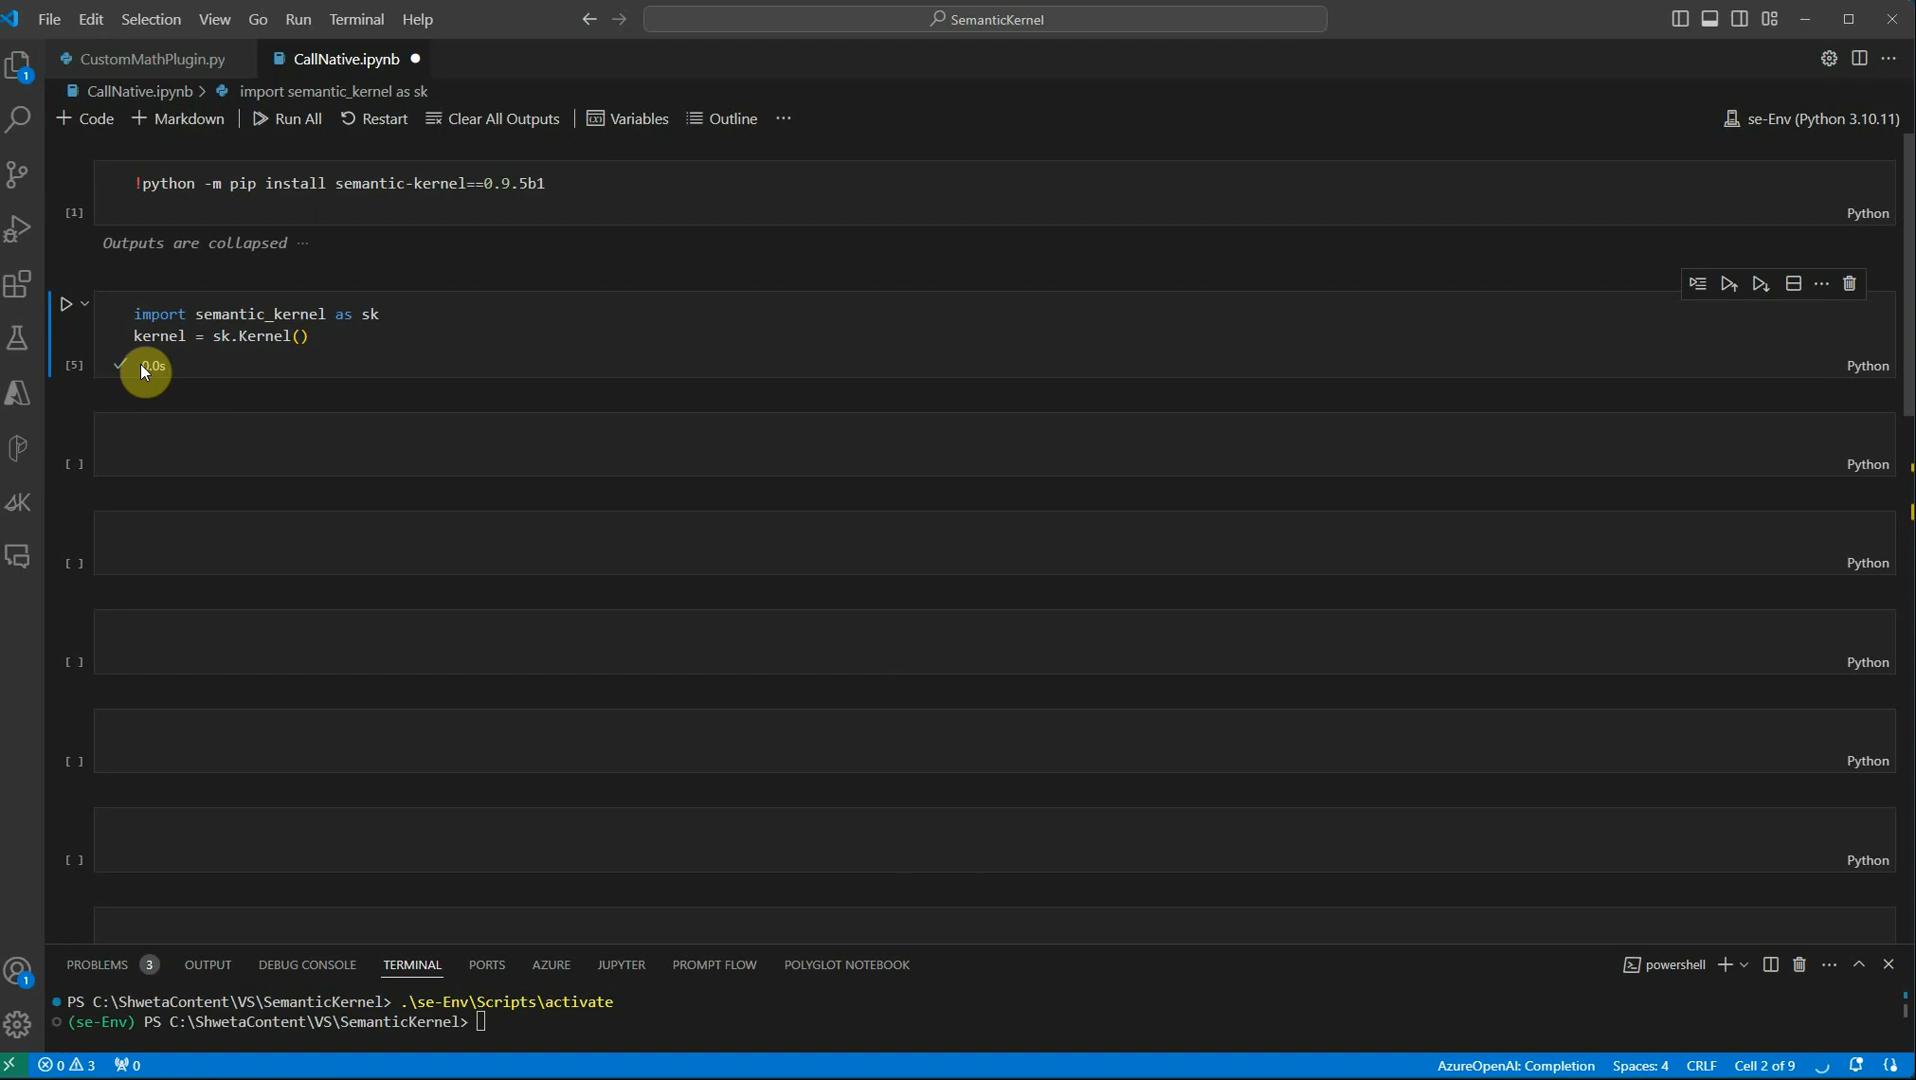 File Edit Selection View Go Run Terminal Help
SemanticKernel
CustomMathPlugin.py CallNative.ipynb
CallNative.ipynb > import semantic_kernel as sk
Code Markdown Run All Restart Clear All Outputs Variables Outline ... se-Env (Python 3.10.11)
!python -m pip install semantic-kernel==0.9.5b1
[1] Python
Outputs are collapsed ...
import semantic_kernel as sk
kernel = sk.Kernel()
[5] 0.0s Python
[ ] Python
[ ] Python
[ ] Python
[ ] Python
[ ] Python
PROBLEMS 3 OUTPUT DEBUG CONSOLE TERMINAL PORTS AZURE JUPYTER PROMPT FLOW POLYGLOT NOTEBOOK powershell
PS C:\ShwetaContent\VS\SemanticKernel> .\se-Env\Scripts\activate
(se-Env) PS C:\ShwetaContent\VS\SemanticKernel>
0 3 0 AzureOpenAI: Completion Spaces: 4 CRLF Cell 2 of 9